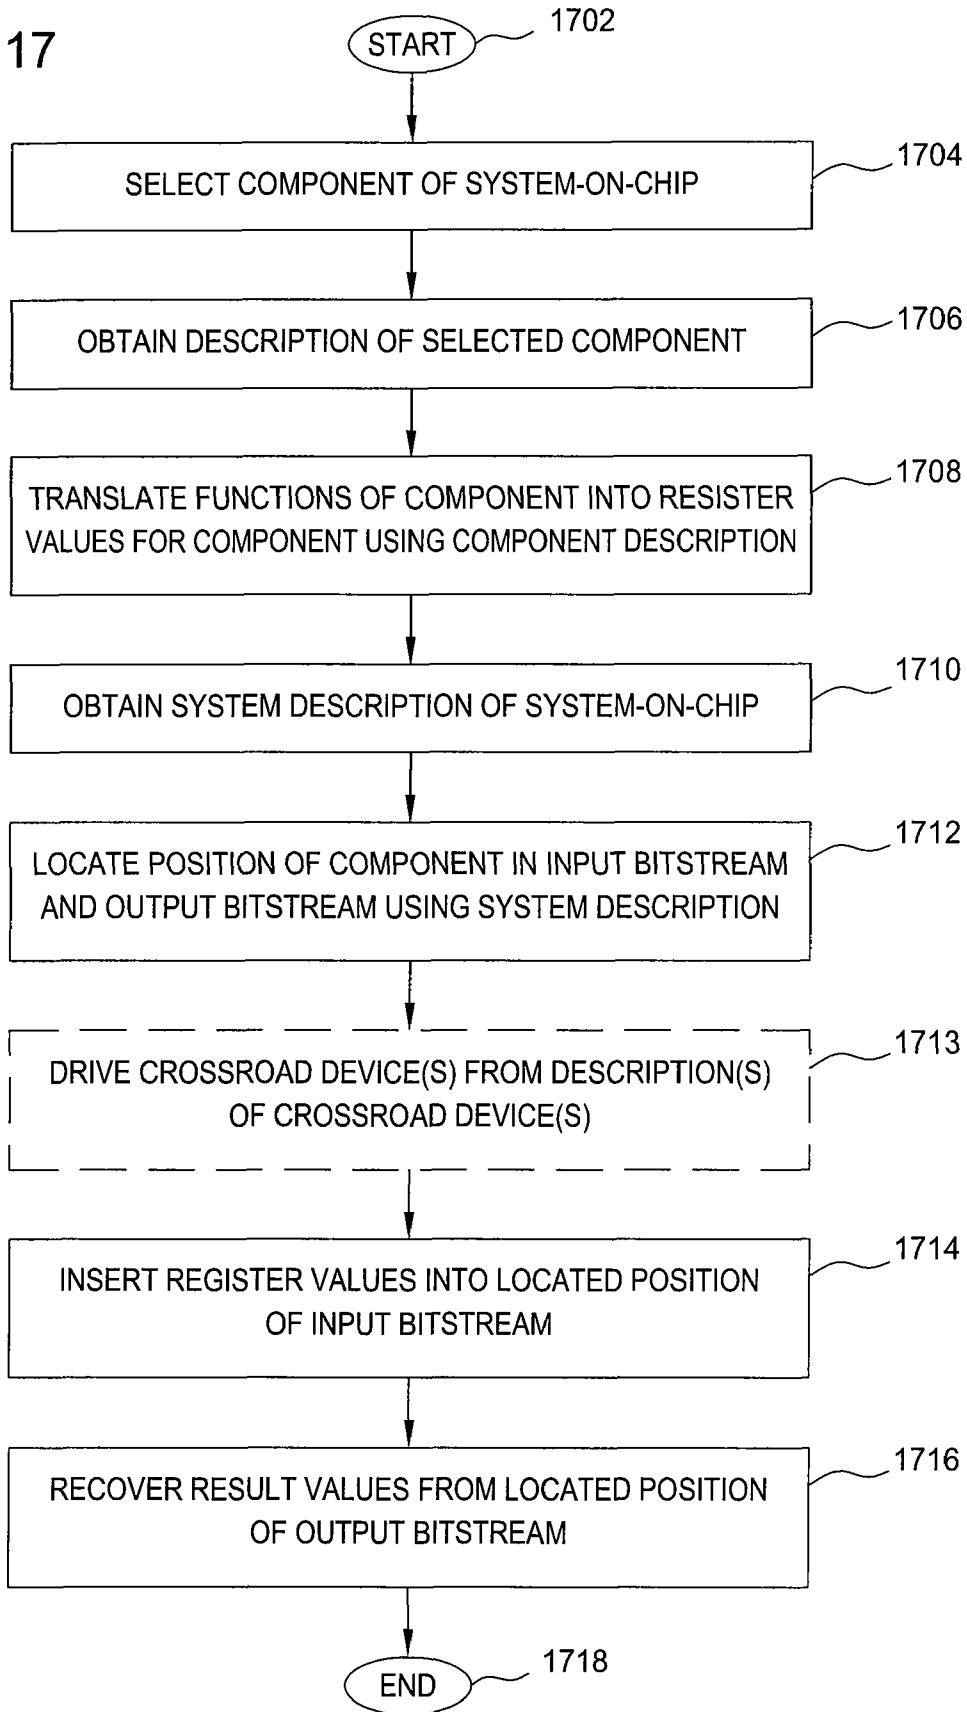 17
START
1702
SELECT COMPONENT OF SYSTEM-ON-CHIP
1704
OBTAIN DESCRIPTION OF SELECTED COMPONENT
1706
TRANSLATE FUNCTIONS OF COMPONENT INTO RESISTER
VALUES FOR COMPONENT USING COMPONENT DESCRIPTION
1708
OBTAIN SYSTEM DESCRIPTION OF SYSTEM-ON-CHIP
1710
LOCATE POSITION OF COMPONENT IN INPUT BITSTREAM
AND OUTPUT BITSTREAM USING SYSTEM DESCRIPTION
1712
DRIVE CROSSROAD DEVICE(S) FROM DESCRIPTION(S)
OF CROSSROAD DEVICE(S)
1713
INSERT REGISTER VALUES INTO LOCATED POSITION
OF INPUT BITSTREAM
1714
RECOVER RESULT VALUES FROM LOCATED POSITION
OF OUTPUT BITSTREAM
1716
END
1718